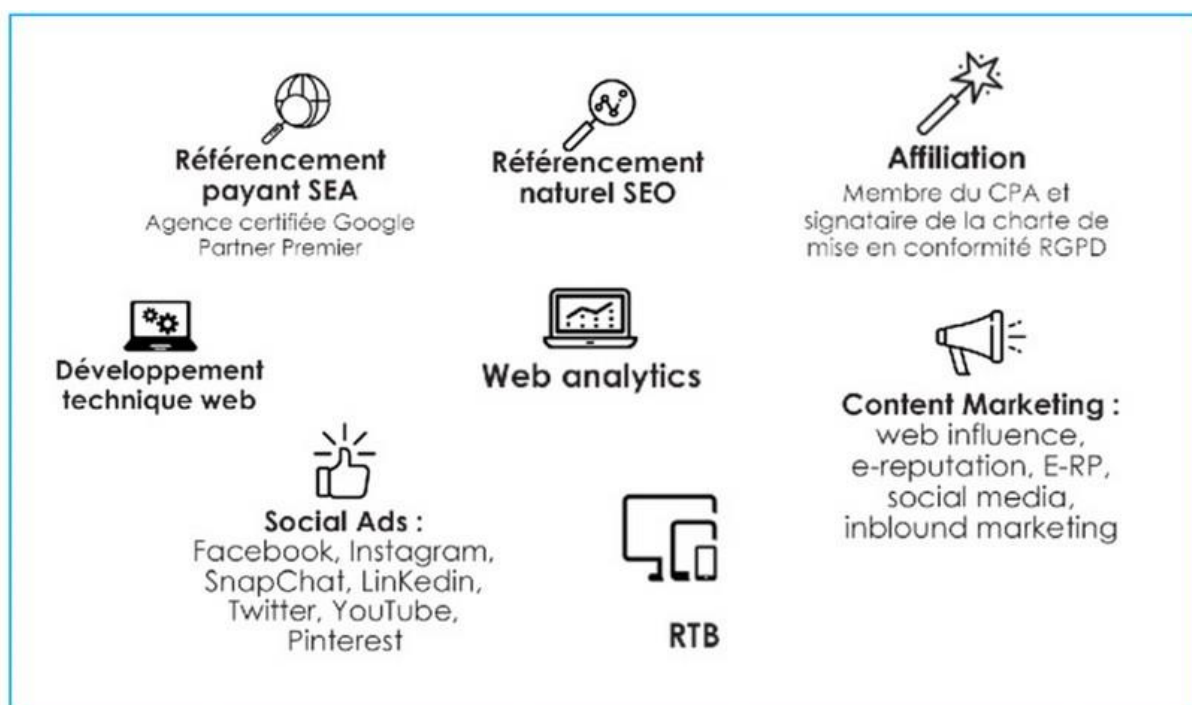 Référencement
payant SEA
Agence certifiée Google
Partner Premier
Référencement
naturel SEO
Affiliation
Membre du CPA et
signataire de la charte de
mise en conformité RGPD
Développement
technique web
Web analytics
Content Marketing :
web influence,
e-reputation, E-RP,
social media,
inblound marketing
Social Ads :
Facebook, Instagram,
SnapChat, LinKedin,
Twitter, YouTube,
Pinterest
RTB